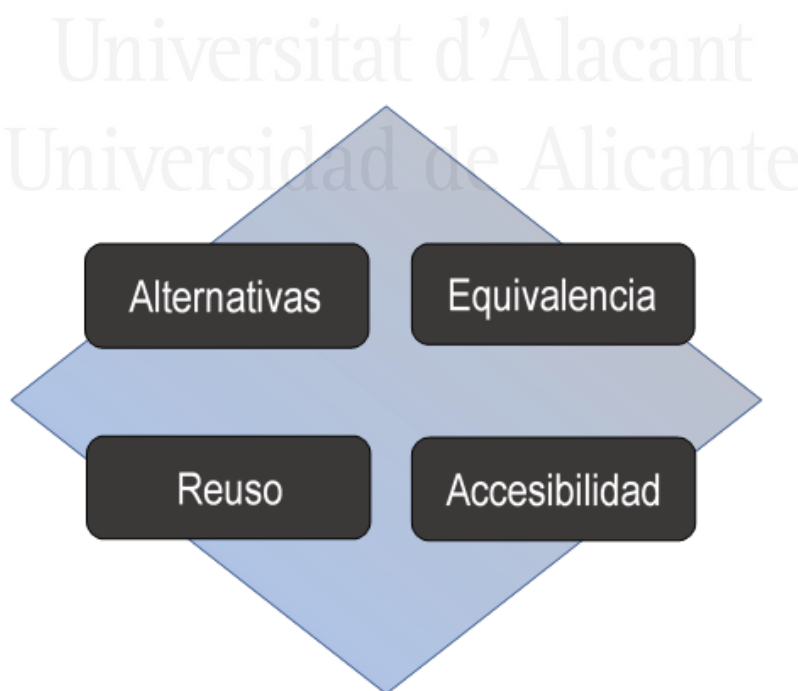 Universitat d'Alacant
Universidad de Alicante
Alternativas
Equivalencia
Reuso
Accesibilidad